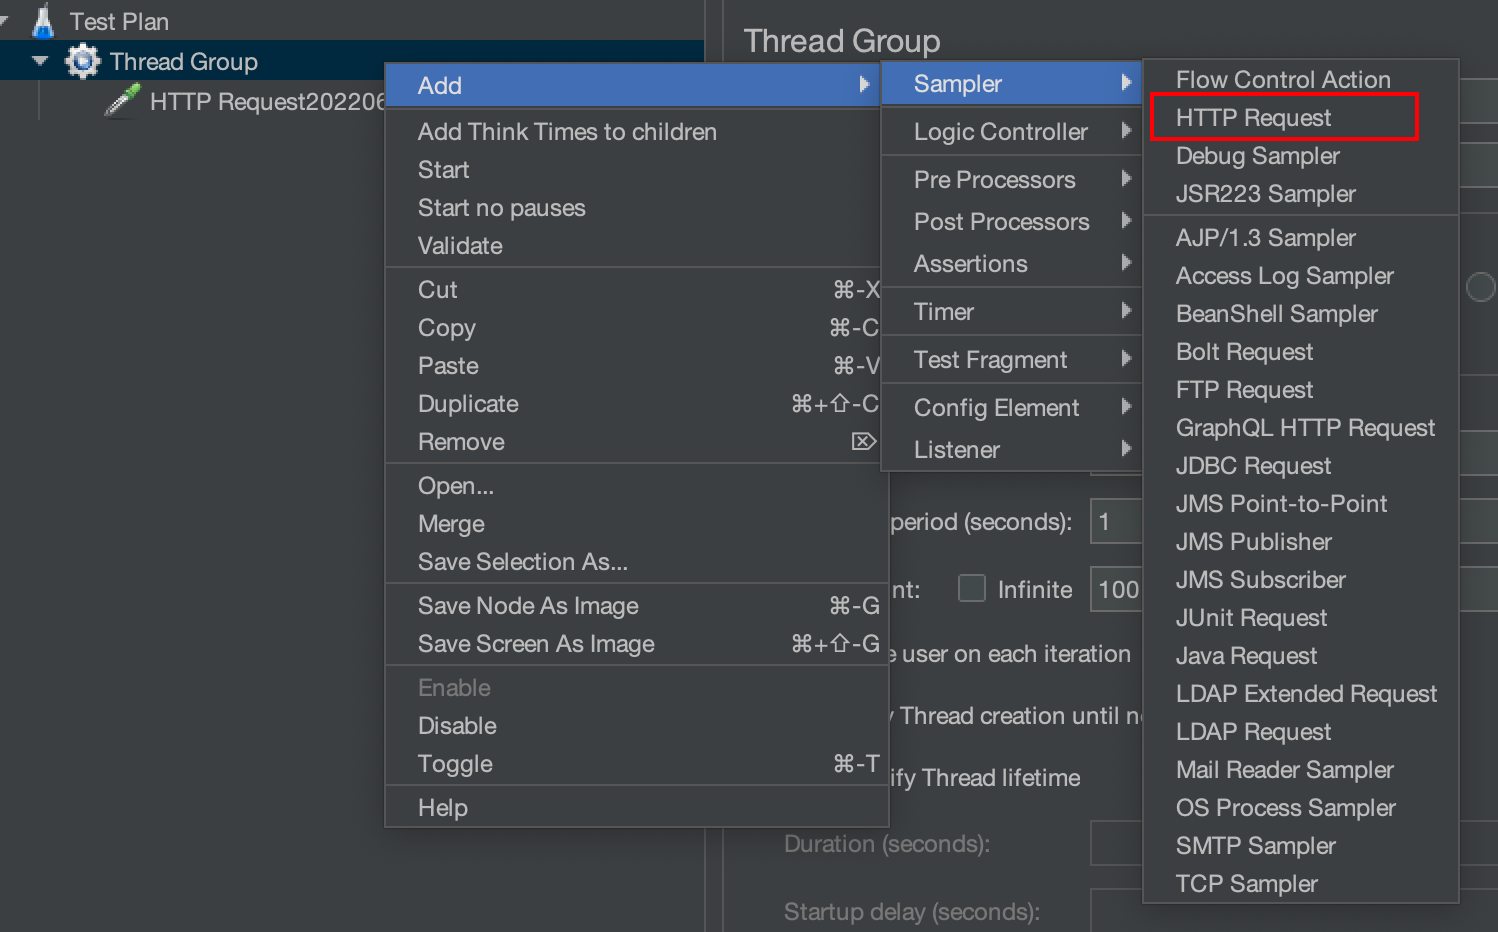 Test Plan
Thread Group
HTTP Request202206
Add
Add Think Times to children
Start
Start no pauses
Validate
Cut ⌘-X
Copy ⌘-C
Paste ⌘-V
Duplicate ⌘+⇧-C
Remove ⌦
Open...
Merge
Save Selection As...
Save Node As Image ⌘-G
Save Screen As Image ⌘+⇧-G
Enable
Disable
Toggle ⌘-T
Help
Thread Group
Sampler
Logic Controller
Pre Processors
Post Processors
Assertions
Timer
Test Fragment
Config Element
Listener
Flow Control Action
HTTP Request
Debug Sampler
JSR223 Sampler
AJP/1.3 Sampler
Access Log Sampler
BeanShell Sampler
Bolt Request
FTP Request
GraphQL HTTP Request
JDBC Request
JMS Point-to-Point
JMS Publisher
JMS Subscriber
JUnit Request
Java Request
LDAP Extended Request
LDAP Request
Mail Reader Sampler
OS Process Sampler
SMTP Sampler
TCP Sampler
period (seconds): 1
nt: Infinite 100
e user on each iteration
y Thread creation until ne
ify Thread lifetime
Duration (seconds):
Startup delay (seconds):